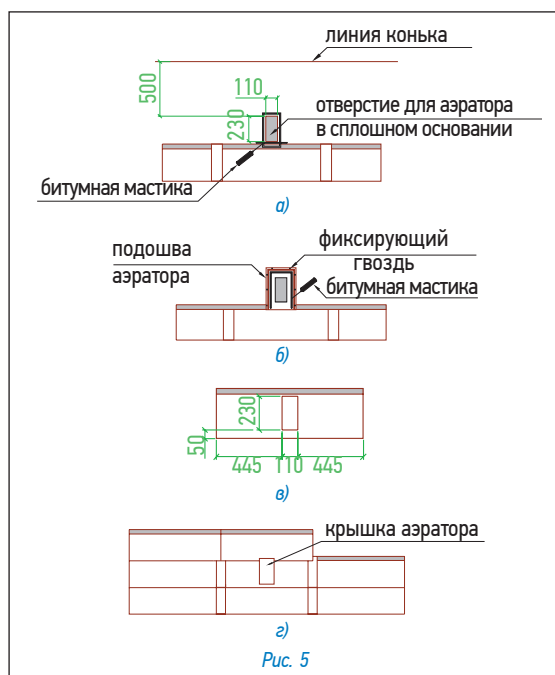 линия конька
500
110
отверстие для аэратора
в сплошном основании
230
битумная мастика
а)
подошва
аэратора
фиксирующий
гвоздь
битумная мастика
б)
230
50
445 110 445
в)
крышка аэратора
г)
Рис. 5